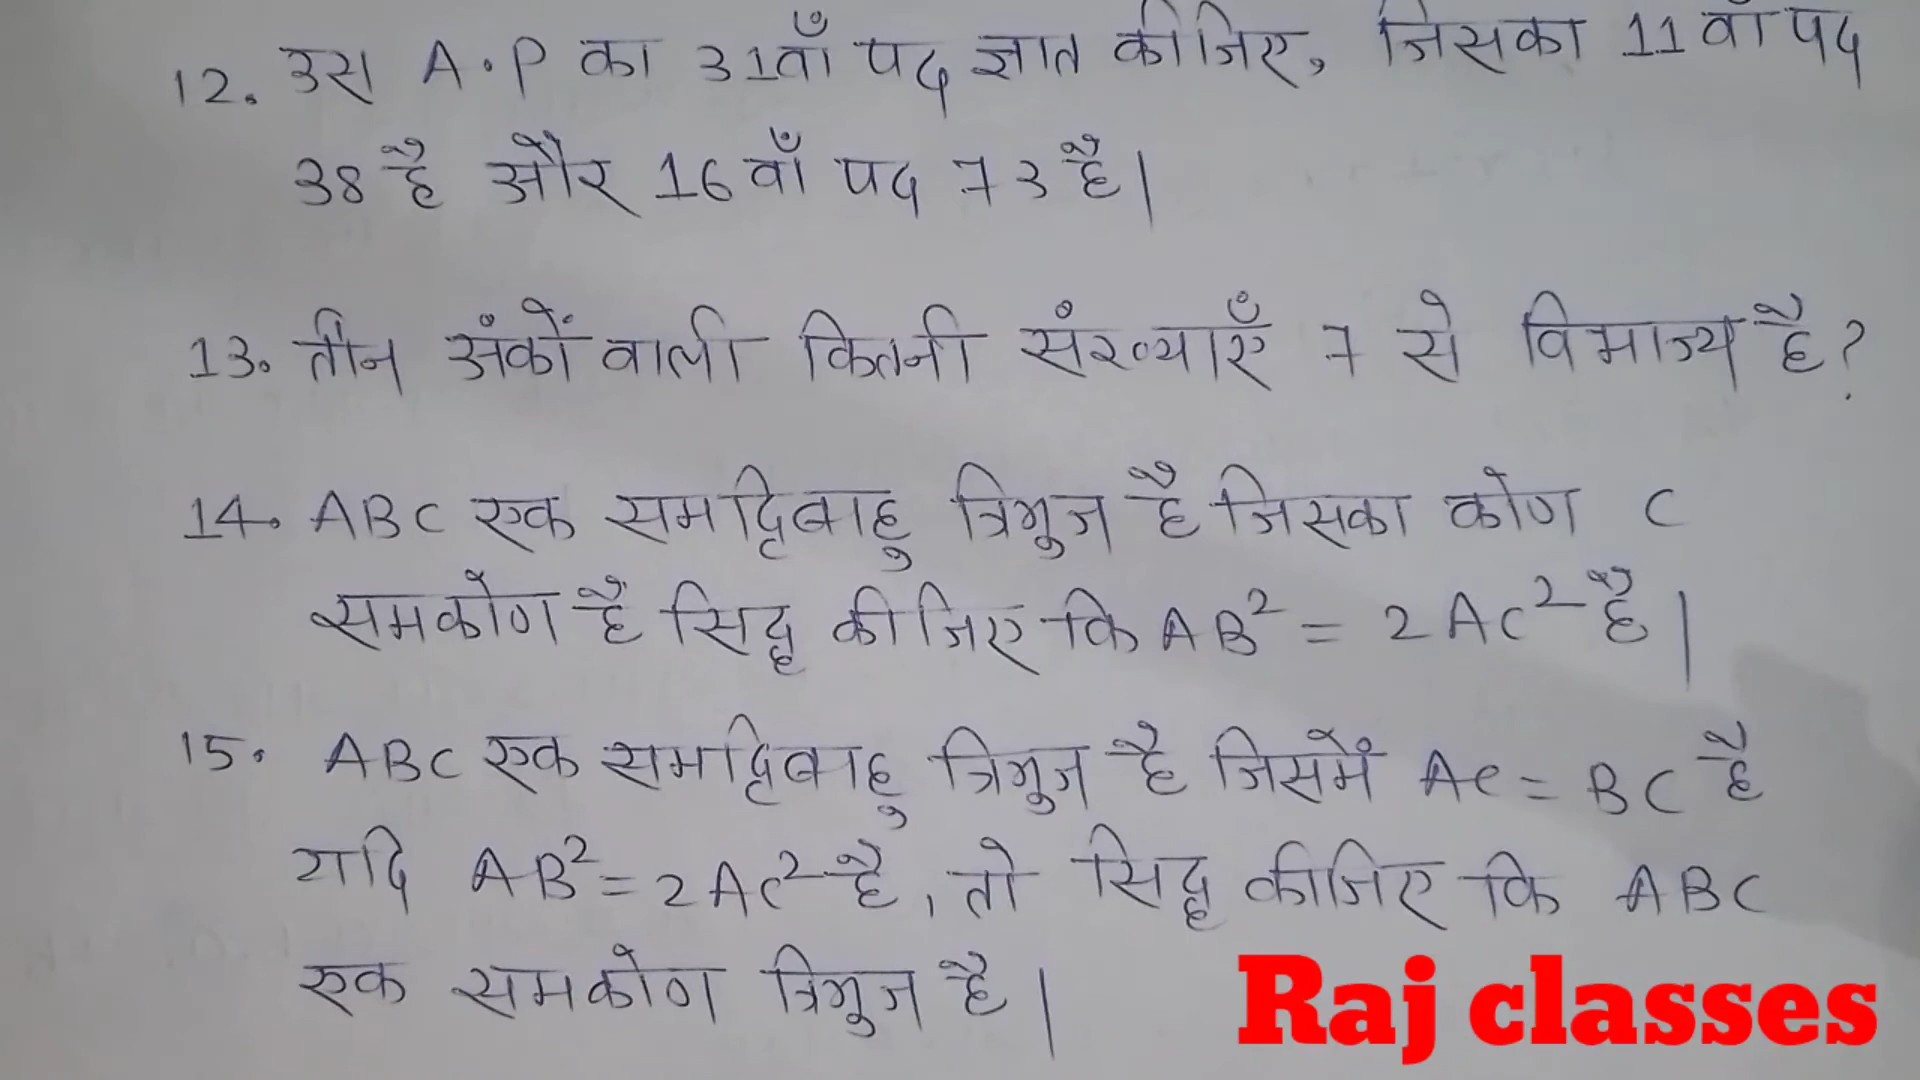 12. उस A.P का 31वाँ पद ज्ञात कीजिए, जिसका 11वाँ पद
38 है और 16वाँ पद 73 है।
13. तीन अंकों वाली कितनी संख्याएँ 7 से विभाज्य है?
14. ABC एक समद्विबाहु त्रिभुज है जिसका कोण C
समकोण है सिद्ध कीजिए कि AB² = 2AC² है।
15. ABC एक समद्विबाहु त्रिभुज है जिसमें AC = BC है
यदि AB² = 2AC² है, तो सिद्ध कीजिए कि ABC
एक समकोण त्रिभुज है।
Raj classes